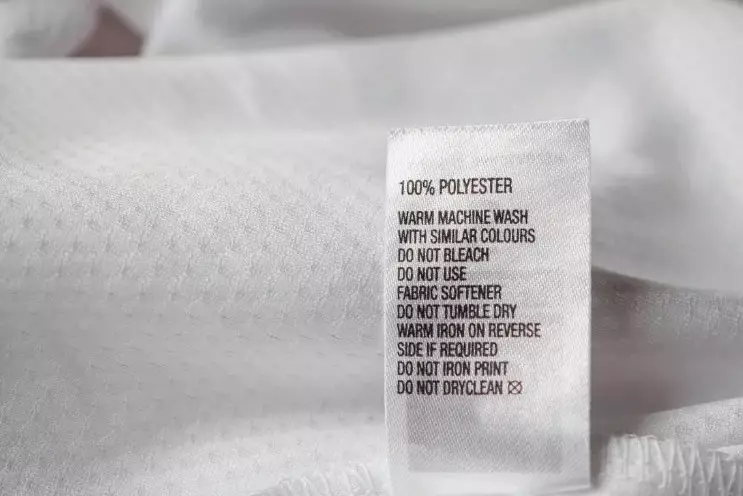 100% POLYESTER
WARM MACHINE WASH
WITH SIMILAR COLOURS
DO NOT BLEACH
DO NOT USE
FABRIC SOFTENER
DO NOT TUMBLE DRY
WARM IRON ON REVERSE
SIDE IF REQUIRED
DO NOT IRON PRINT
DO NOT DRYCLEAN